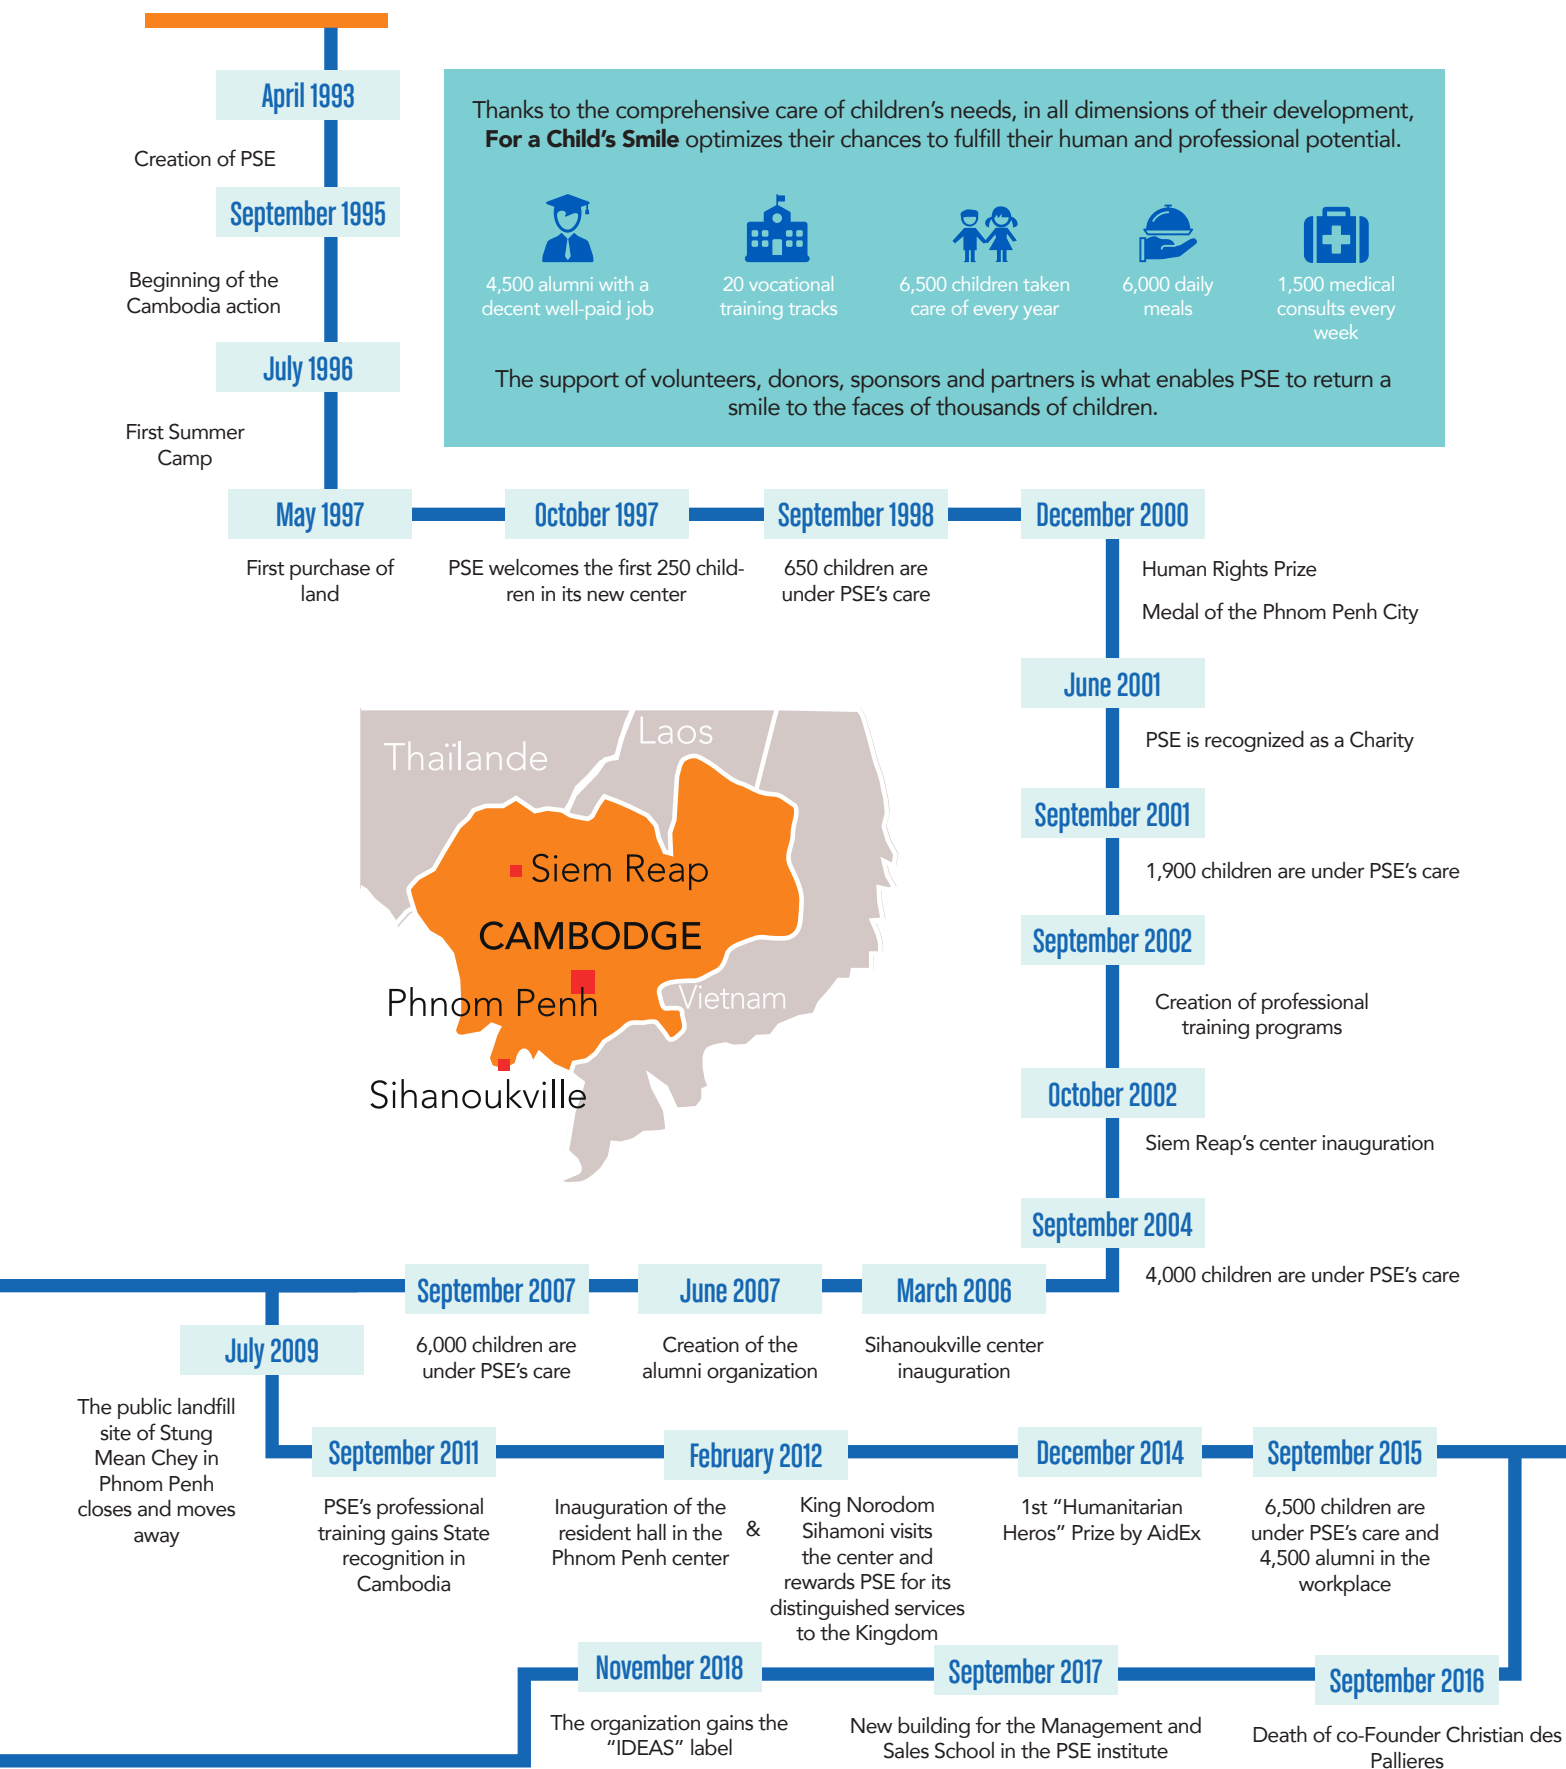 April 1993
Creation of PSE
September 1995
Beginning of the
Cambodia action
July 1996
First Summer
Camp
Thanks to the comprehensive care of children's needs, in all dimensions of their development,
For a Child's Smile optimizes their chances to fulfill their human and professional potential.
4,500 alumni with a
decent well-paid job
20 vocational
training tracks
6,500 children taken
care of every year
6,000 daily
meals
1,500 medical
consults every
week
The support of volunteers, donors, sponsors and partners is what enables PSE to return a
smile to the faces of thousands of children.
May 1997
First purchase of
land
October 1997
PSE welcomes the first 250 child-
ren in its new center
September 1998
650 children are
under PSE's care
December 2000
Human Rights Prize
Medal of the Phnom Penh City
June 2001
PSE is recognized as a Charity
September 2001
1,900 children are under PSE's care
September 2002
Creation of professional
training programs
October 2002
Siem Reap's center inauguration
September 2004
4,000 children are under PSE's care
Thaïlande
Laos
Siem Reap
CAMBODGE
Phnom Penh
Vietnam
Sihanoukville
March 2006
Sihanoukville center
inauguration
June 2007
Creation of the
alumni organization
September 2007
6,000 children are
under PSE's care
July 2009
The public landfill
site of Stung
Mean Chey in
Phnom Penh
closes and moves
away
September 2011
PSE's professional
training gains State
recognition in
Cambodia
February 2012
Inauguration of the
resident hall in the
Phnom Penh center
&
King Norodom
Sihamoni visits
the center and
rewards PSE for its
distinguished services
to the Kingdom
December 2014
1st "Humanitarian
Heros" Prize by AidEx
September 2015
6,500 children are
under PSE's care and
4,500 alumni in the
workplace
September 2016
Death of co-Founder Christian des
Pallieres
September 2017
New building for the Management and
Sales School in the PSE institute
November 2018
The organization gains the
"IDEAS" label